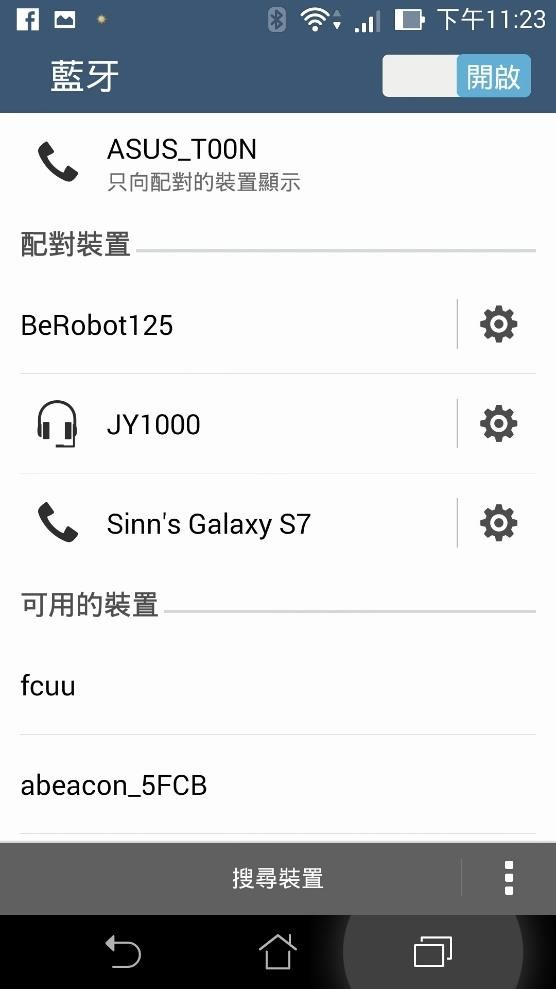 下午11:23
藍牙
開啟
ASUS_T00N
只向配對的裝置顯示
配對裝置
BeRobot125
JY1000
Sinn's Galaxy S7
可用的裝置
fcuu
abeacon_5FCB
搜尋裝置